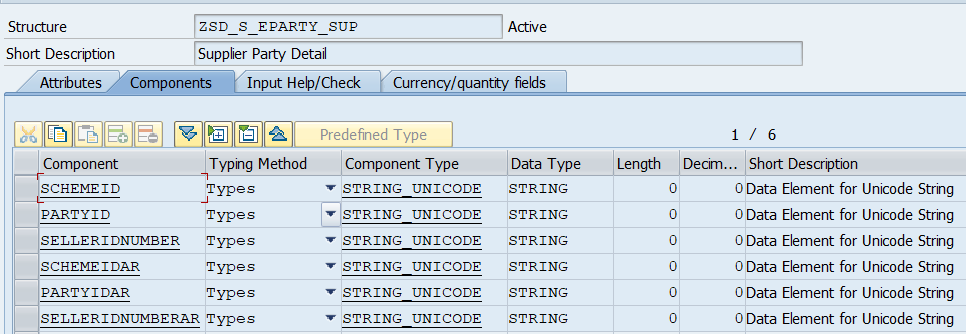 Structure ZSD_S_EPARTY_SUP Active
Short Description Supplier Party Detail
Attributes Components Input Help/Check Currency/quantity fields
Predefined Type 1 / 6
Component Typing Method Component Type Data Type Length Decim... Short Description
SCHEMEID Types STRING_UNICODE STRING 0 0 Data Element for Unicode String
PARTYID Types STRING_UNICODE STRING 0 0 Data Element for Unicode String
SELLERIDNUMBER Types STRING_UNICODE STRING 0 0 Data Element for Unicode String
SCHEMEIDAR Types STRING_UNICODE STRING 0 0 Data Element for Unicode String
PARTYIDAR Types STRING_UNICODE STRING 0 0 Data Element for Unicode String
SELLERIDNUMBERAR Types STRING_UNICODE STRING 0 0 Data Element for Unicode String